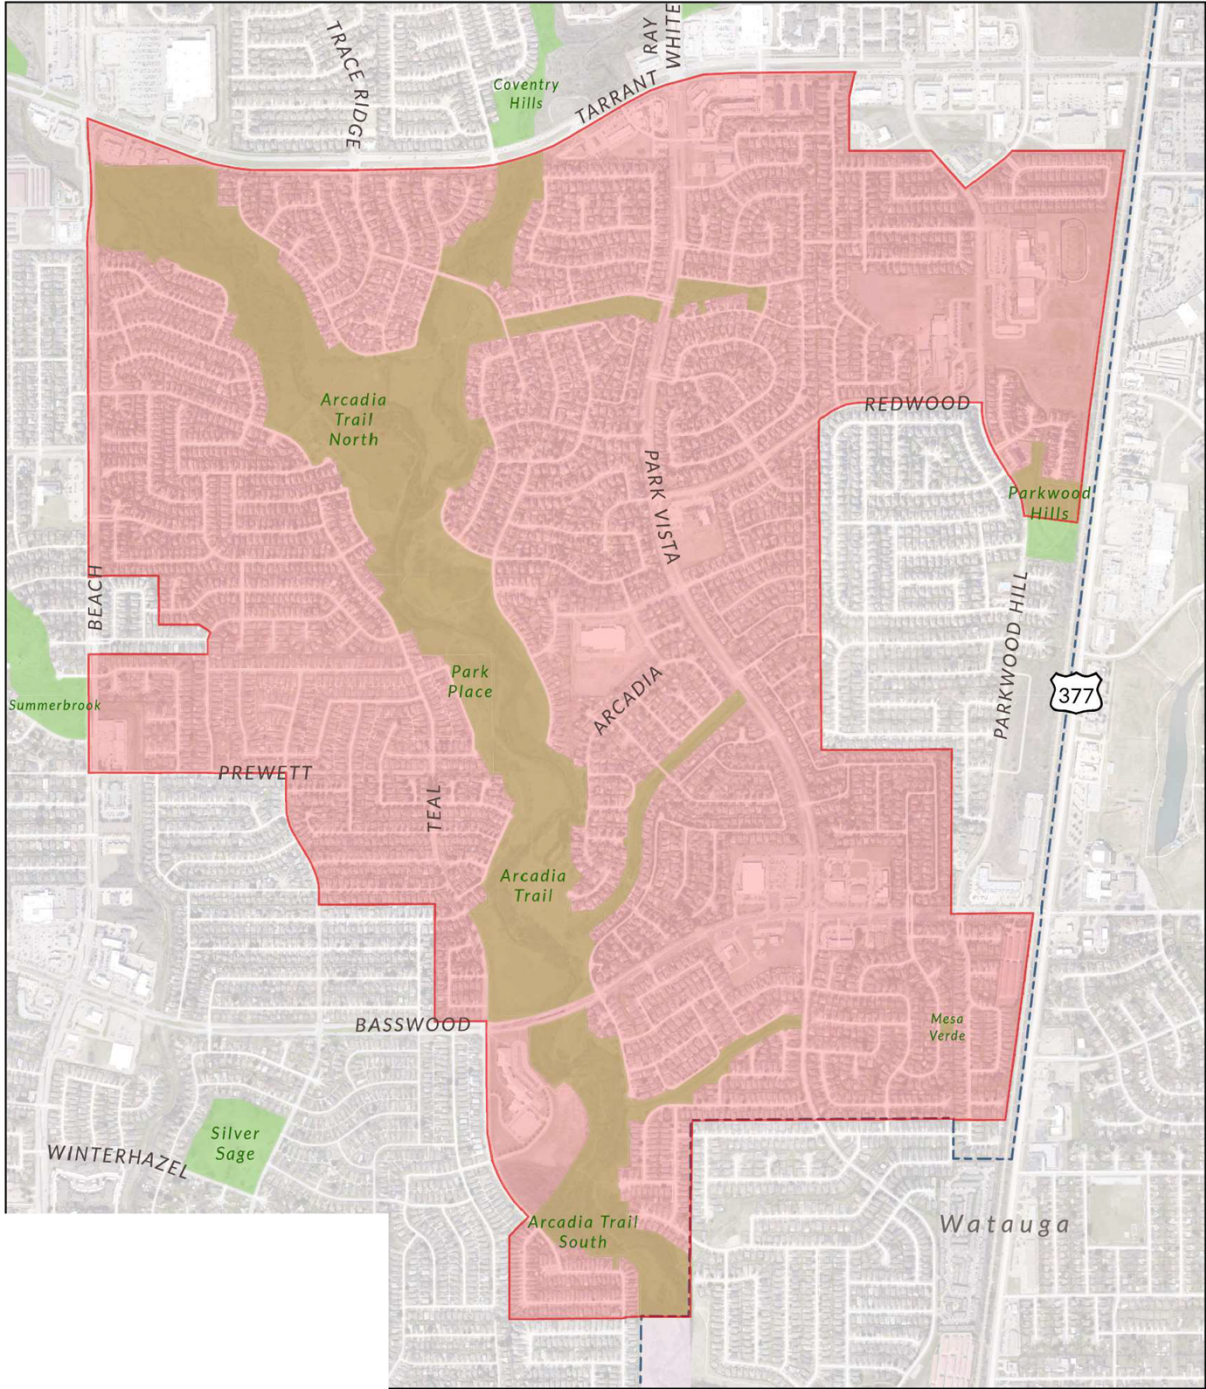 TRACE RIDGE
RAY
WHITE
Coventry
Hills
TARRANT
Arcadia
Trail
North
REDWOOD
PARK VISTA
Parkwood
Hills
BEACH
PARKWOOD HILL
Park
Place
ARCADIA
377
Summerbrook
PREWETT
TEAL
Arcadia
Trail
BASSWOOD
Mesa
Verde
Silver
Sage
WINTERHAZEL
Arcadia Trail
South
Watauga